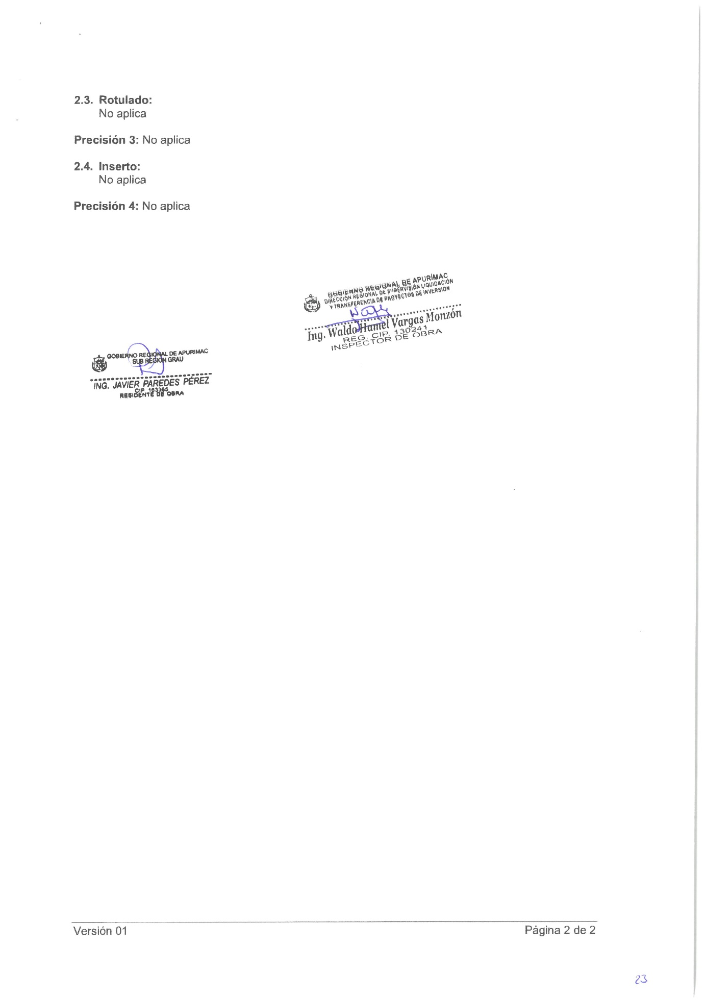 2.3. Rotulado:
No aplica
Precisión 3: No aplica
2.4. Inserto:
No aplica
Precisión 4: No aplica
GOBIERNO REGIONAL DE APURÍMAC
DIRECCIÓN REGIONAL DE SUPERVISIÓN LIQUIDACIÓN
Y TRANSFERENCIA DE PROYECTOS DE INVERSIÓN
Ing. Waldo Hamel Vargas Monzón
REG. CIP. 130241
INSPECTOR DE OBRA
GOBIERNO REGIONAL DE APURIMAC
SUB REGION GRAU
ING. JAVIER PAREDES PÉREZ
CIP. 163365
RESIDENTE DE OBRA
Versión 01
Página 2 de 2
23